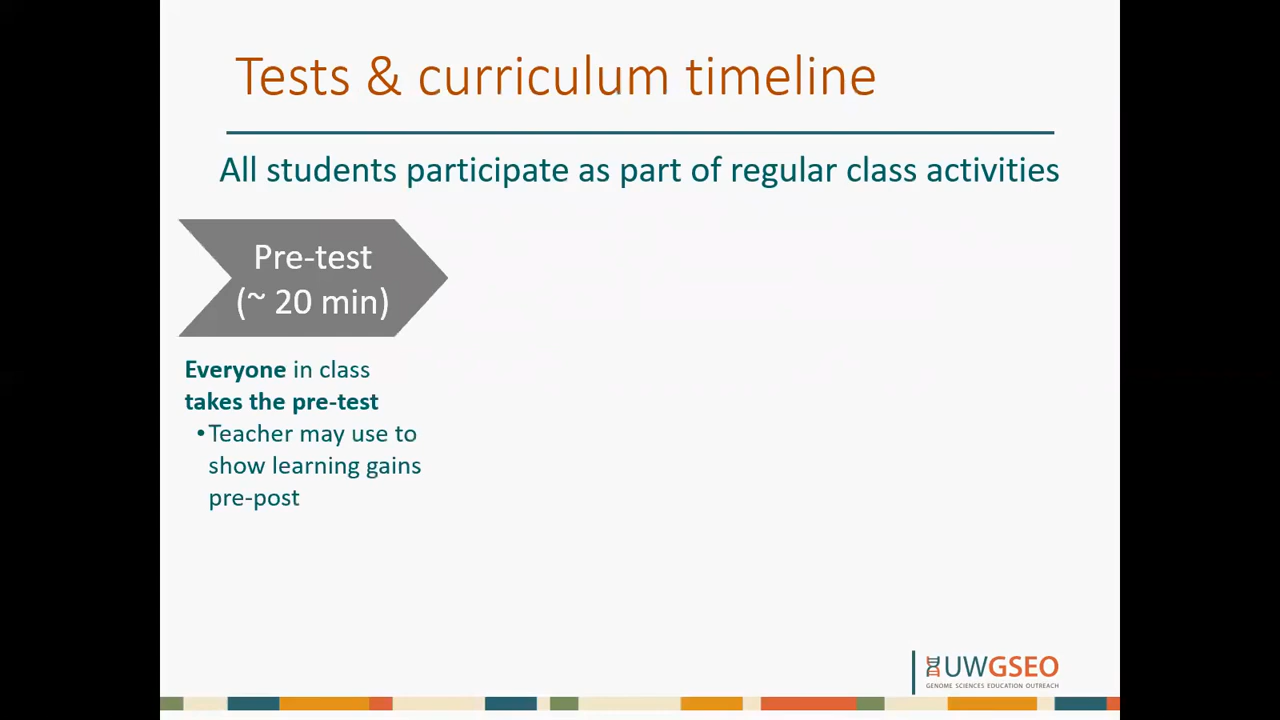 Tests & curriculum timeline
All students participate as part of regular class activities
Pre-test
(~ 20 min)
Everyone in class
takes the pre-test
•Teacher may use to
show learning gains
pre-post
UWGSEO
GENOME SCIENCES EDUCATION OUTREACH